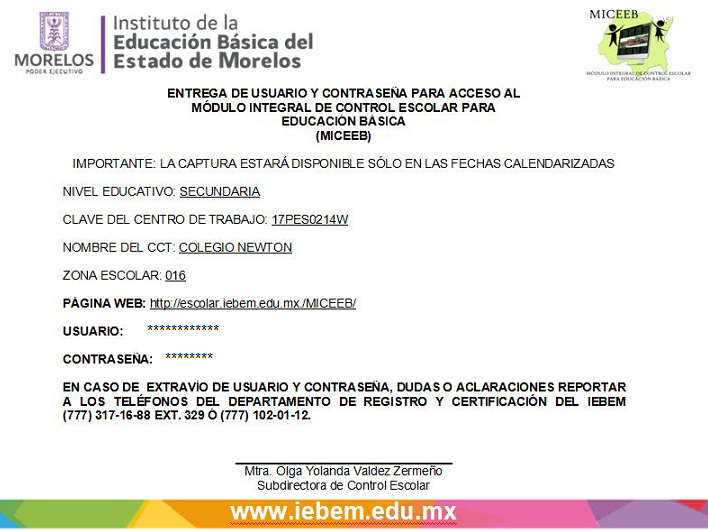 MORELOS
PODER EJECUTIVO
Instituto de la
Educación Básica del
Estado de Morelos
MICEEB
MÓDULO INTEGRAL DE CONTROL ESCOLAR
PARA EDUCACIÓN BÁSICA
ENTREGA DE USUARIO Y CONTRASEÑA PARA ACCESO AL
MÓDULO INTEGRAL DE CONTROL ESCOLAR PARA
EDUCACIÓN BÁSICA
(MICEEB)
IMPORTANTE: LA CAPTURA ESTARÁ DISPONIBLE SÓLO EN LAS FECHAS CALENDARIZADAS
NIVEL EDUCATIVO: SECUNDARIA
CLAVE DEL CENTRO DE TRABAJO: 17PES0214W
NOMBRE DEL CCT: COLEGIO NEWTON
ZONA ESCOLAR: 016
PÁGINA WEB: http://escolar.iebem.edu.mx./MICEEB/
USUARIO: ************
CONTRASEÑA: ********
EN CASO DE EXTRAVÍO DE USUARIO Y CONTRASEÑA, DUDAS O ACLARACIONES REPORTAR
A LOS TELÉFONOS DEL DEPARTAMENTO DE REGISTRO Y CERTIFICACIÓN DEL IEBEM
(777) 317-16-88 EXT. 329 Ó (777) 102-01-12.
Mtra. Olga Yolanda Valdez Zermeño
Subdirectora de Control Escolar
www.iebem.edu.mx